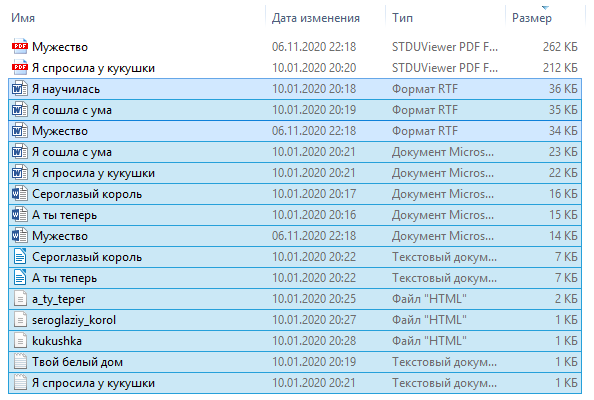 Имя Дата изменения Тип Размер
PDF Мужество 06.11.2020 22:18 STDUViewer PDF F... 262 КБ
PDF Я спросила у кукушки 10.01.2020 20:20 STDUViewer PDF F... 212 КБ
W Я научилась 10.01.2020 20:18 Формат RTF 36 КБ
W Я сошла с ума 10.01.2020 20:19 Формат RTF 35 КБ
W Мужество 06.11.2020 22:18 Формат RTF 34 КБ
W Я сошла с ума 10.01.2020 20:21 Документ Micros... 23 КБ
W Я спросила у кукушки 10.01.2020 20:21 Документ Micros... 22 КБ
W Сероглазый король 10.01.2020 20:17 Документ Micros... 16 КБ
W А ты теперь 10.01.2020 20:16 Документ Micros... 15 КБ
W Мужество 06.11.2020 22:18 Документ Micros... 14 КБ
Сероглазый король 10.01.2020 20:22 Текстовый докум... 7 КБ
А ты теперь 10.01.2020 20:22 Текстовый докум... 7 КБ
a_ty_teper 10.01.2020 20:25 Файл "HTML" 2 КБ
seroglaziy_korol 10.01.2020 20:27 Файл "HTML" 1 КБ
kukushka 10.01.2020 20:28 Файл "HTML" 1 КБ
Твой белый дом 10.01.2020 20:19 Текстовый докум... 1 КБ
Я спросила у кукушки 10.01.2020 20:21 Текстовый докум... 1 КБ